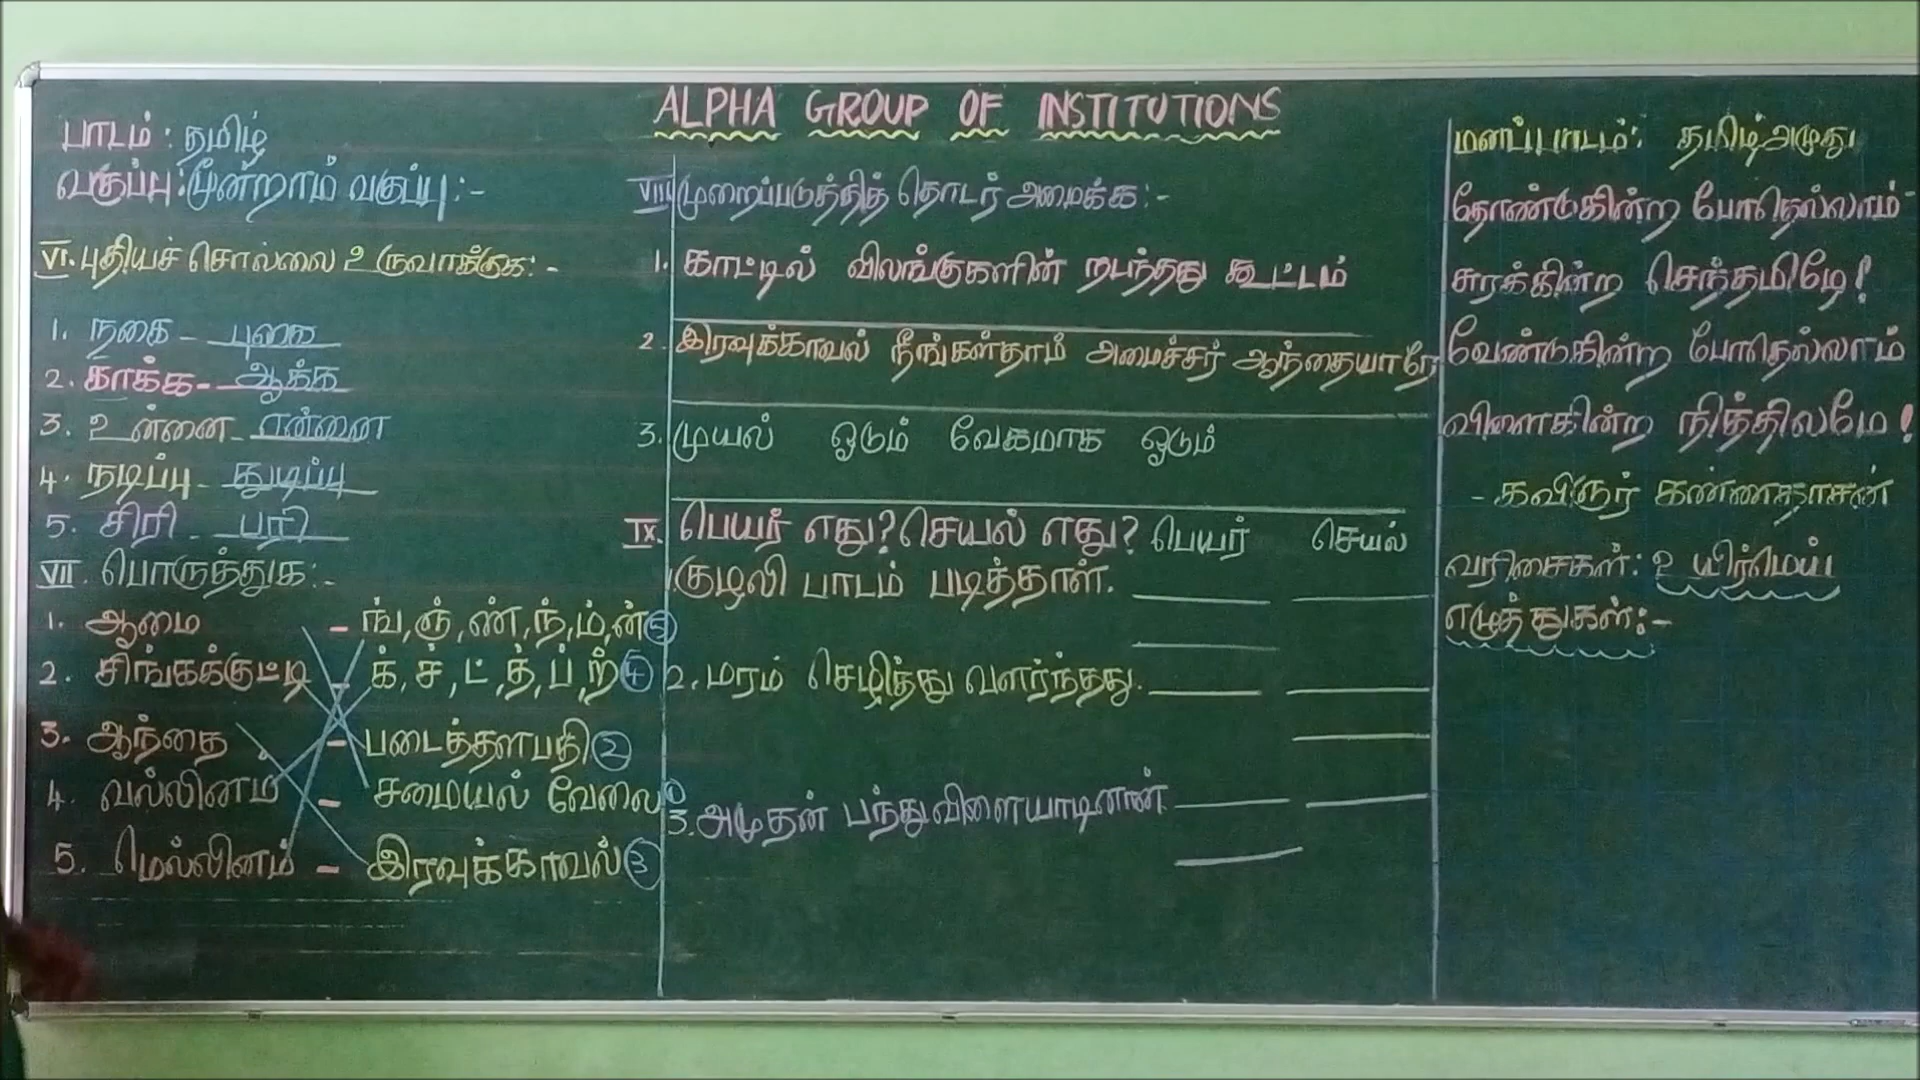 ALPHA GROUP OF INSTITUTIONS
பாடம் : தமிழ்
வகுப்பு : மூன்றாம் வகுப்பு :-
VI. புதியச் சொல்லை உருவாக்குக :-
1. நகை - புகை
2. காக்க - ஆக்க
3. உன்னை - என்னை
4. நடிப்பு - துடிப்பு
5. சிரி - பரி
VII. பொருத்துக :-
1. ஆமை - ங்,ஞ்,ண்,ந்,ம்,ன் 5
2. சிங்கக்குட்டி - க்,ச்,ட்,த்,ப்,ற் 4
3. ஆந்தை - படைத்தளபதி 2
4. வல்லினம் - சமையல் வேலை 1
5. மெல்லினம் - இரவுக்காவல் 3
VIII. முறைப்படுத்தித் தொடர் அமைக்க :-
1. காட்டில் விலங்குகளின் நடந்தது கூட்டம்
2. இரவுக்காவல் நீங்கள்தாம் அமைச்சர் ஆந்தையாரே
3. முயல் ஓடும் வேகமாக ஓடும்
IX. பெயர் எது? செயல் எது? பெயர் செயல்
குழலி பாடம் படித்தாள்.
2. மரம் செழித்து வளர்ந்தது.
3. அமுதன் பந்து விளையாடினான்.
மனப்பாடம் : தமிழ் அமுது
தோண்டுகின்ற போதெல்லாம் -
சுரக்கின்ற செந்தமிழே!
வேண்டுகின்ற போதெல்லாம்
விளைகின்ற நித்திலமே!
- கவிஞர் கண்ணதாசன்
வரிசைகள் : உயிர்மெய்
எழுத்துகள் :-